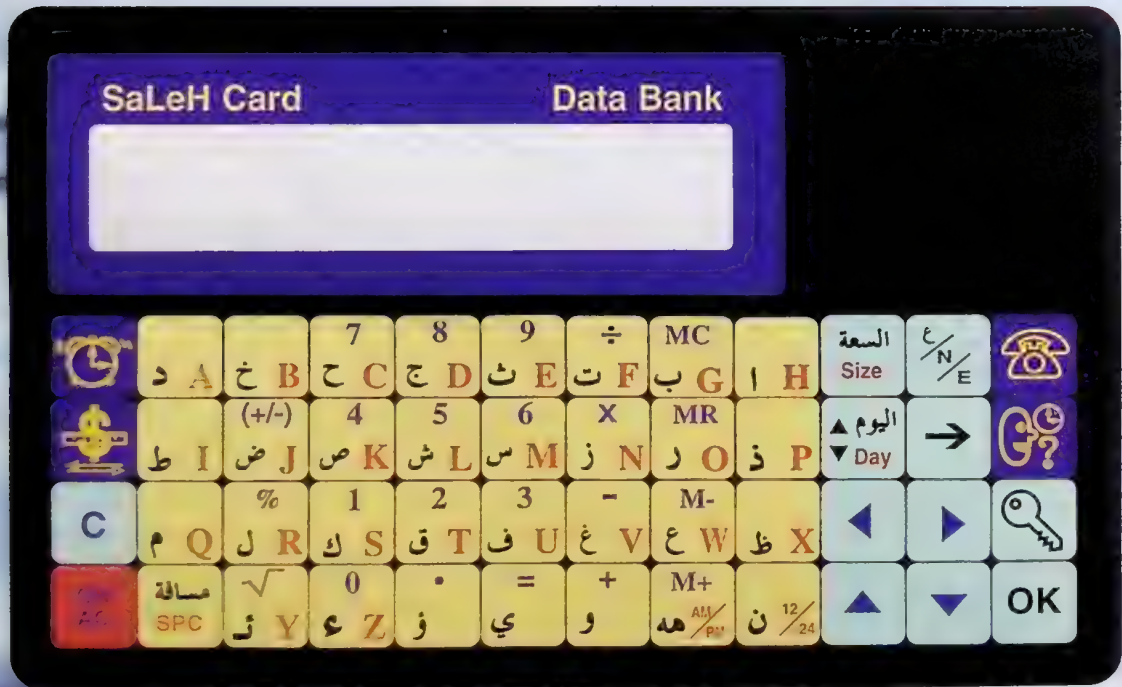 SaLeH Card Data Bank
7 8 9 ÷ MC
د A خ B ح C ج D ث E ت F ب G ا H السعة Size ع/N/E
(+/-) 4 5 6 X MR
ط I ض J ص K ش L س M ز N ر O ذ P اليوم Day →
% 1 2 3 - M-
C م Q ل R ك S ق T ف U غ V ع W ظ X
√ 0 . = + M+
مسافة SPC ئـ Y ء Z ؤ ي و هـ AM/PM ن 12/24 OK